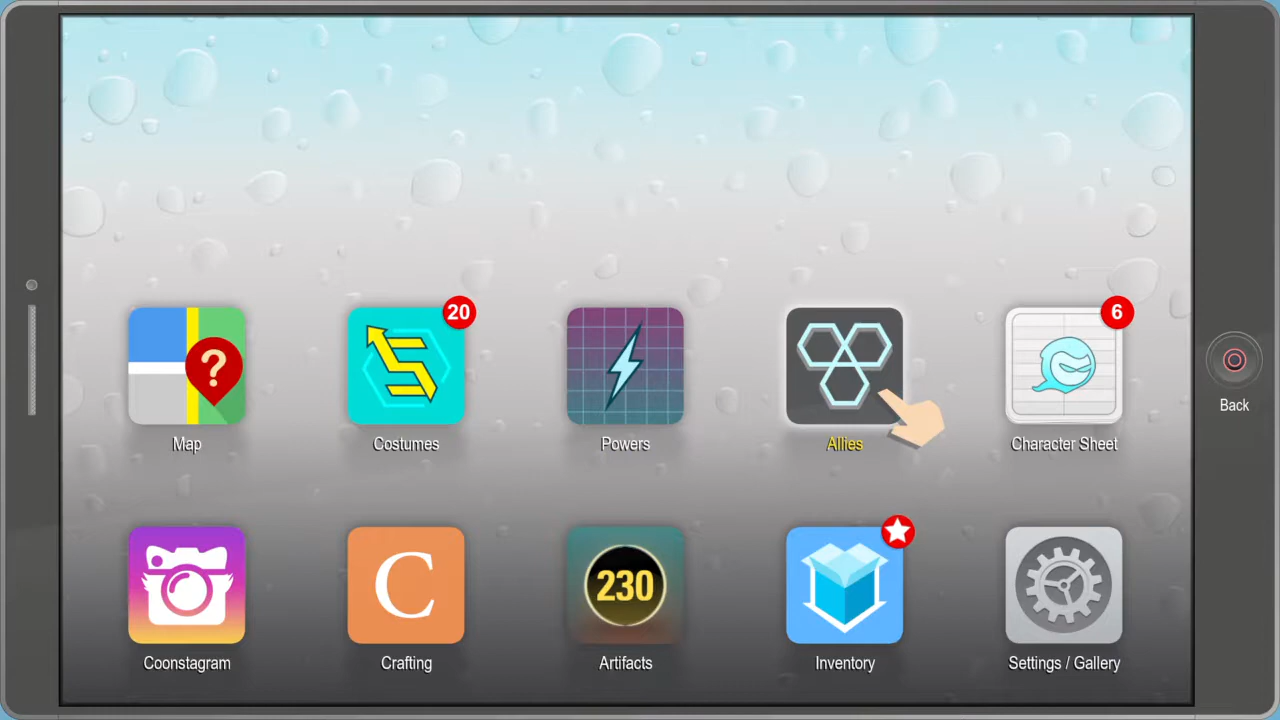 20
6
?
Map
Costumes
Powers
Allies
Character Sheet
Back
C
230
Coonstagram
Crafting
Artifacts
Inventory
Settings / Gallery